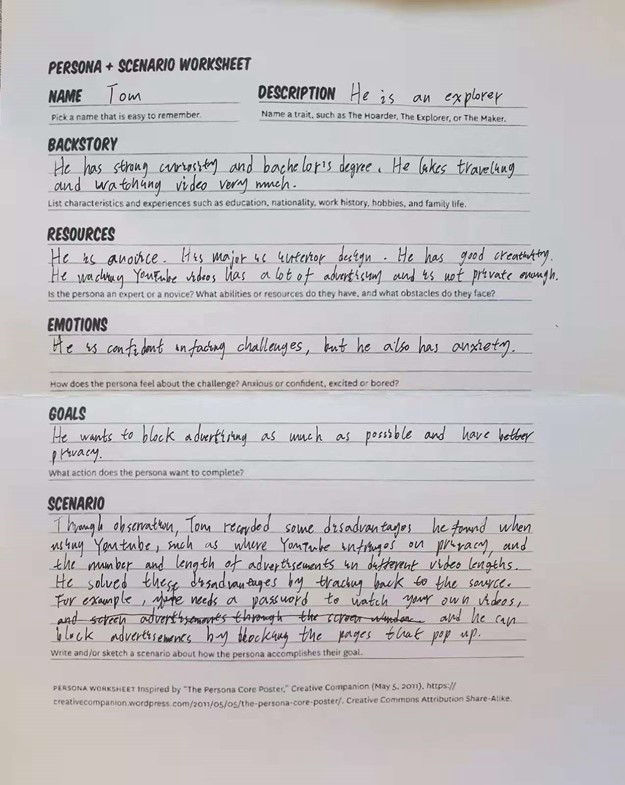 PERSONA + SCENARIO WORKSHEET
NAME Tom DESCRIPTION He is an explorer
Pick a name that is easy to remember. Name a trait, such as The Hoarder, The Explorer, or The Maker.
BACKSTORY
He has strong curiosity and bachelor's degree. He likes traveling
and watching video very much.
List characteristics and experiences such as education, nationality, work history, hobbies, and family life.
RESOURCES
He is a novice. His major is interior design. He has good creativity.
He waching YouTube videos has a lot of advertising and is not private enough.
Is the persona an expert or a novice? What abilities or resources do they have, and what obstacles do they face?
EMOTIONS
He is confident in facing challenges, but he also has anxiety.
How does the persona feel about the challenge? Anxious or confident, excited or bored?
GOALS
He wants to block advertising as much as possible and have better
privacy.
What action does the persona want to complete?
SCENARIO
Through observation, Tom recorded some disadvantages he found when
using Youtube, such as where YouTube infringes on privacy, and
the number and length of advertisements in different video lengths.
He solved these disadvantages by tracing back to the source.
For example, needs a password to watch your own videos,
and screen advertisements through the screen window. and he can
block advertisements by blocking the pages that pop up.
Write and/or sketch a scenario about how the persona accomplishes their goal.
PERSONA WORKSHEET Inspired by "The Persona Core Poster," Creative Companion (May 5, 2011), https://
creativecompanion.wordpress.com/2011/05/05/the-persona-core-poster/. Creative Commons Attribution Share-Alike.